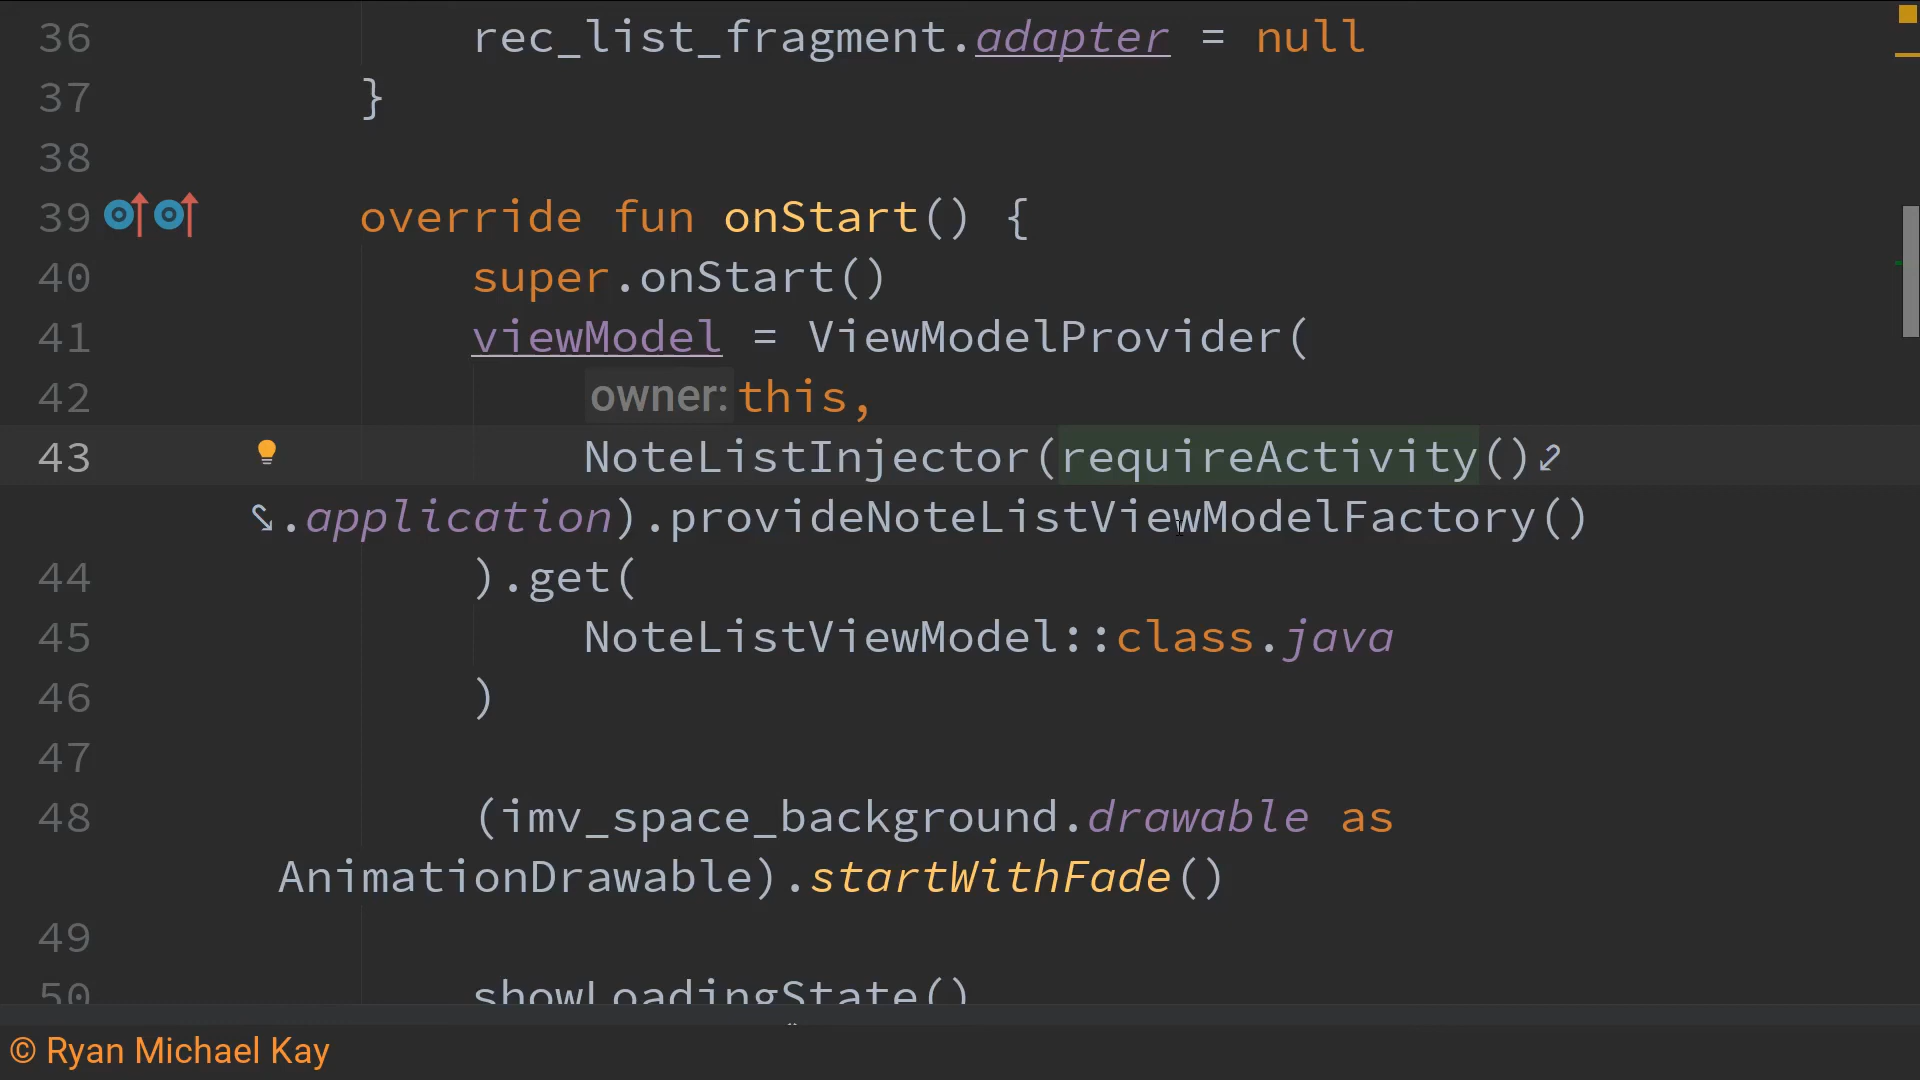 36 rec_list_fragment.adapter = null
37 }
38
39 override fun onStart() {
40 super.onStart()
41 viewModel = ViewModelProvider(
42 owner: this,
43 NoteListInjector(requireActivity()
.application).provideNoteListViewModelFactory()
44 ).get(
45 NoteListViewModel::class.java
46 )
47
48 (imv_space_background.drawable as
AnimationDrawable).startWithFade()
49
50 showLoadingState()
© Ryan Michael Kay